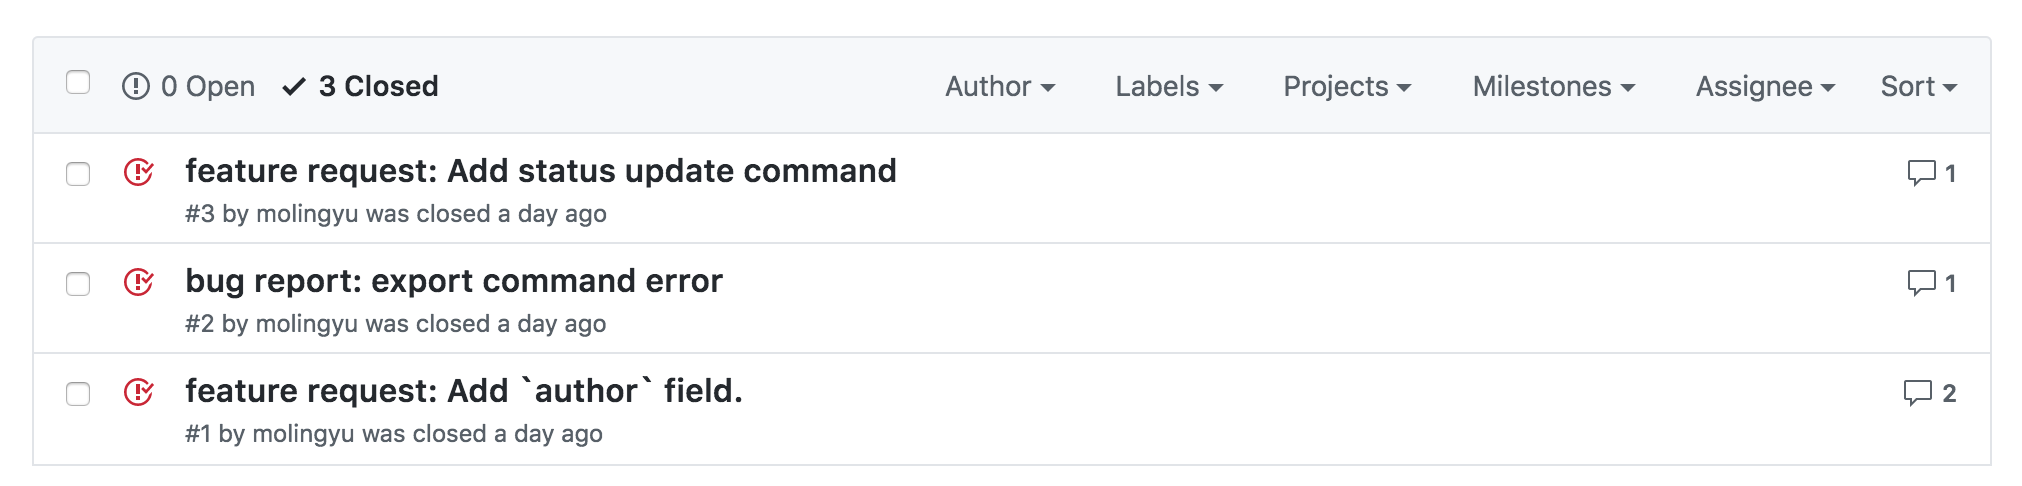 0 Open 3 Closed Author Labels Projects Milestones Assignee Sort
feature request: Add status update command 1
#3 by molingyu was closed a day ago
bug report: export command error 1
#2 by molingyu was closed a day ago
feature request: Add `author` field. 2
#1 by molingyu was closed a day ago